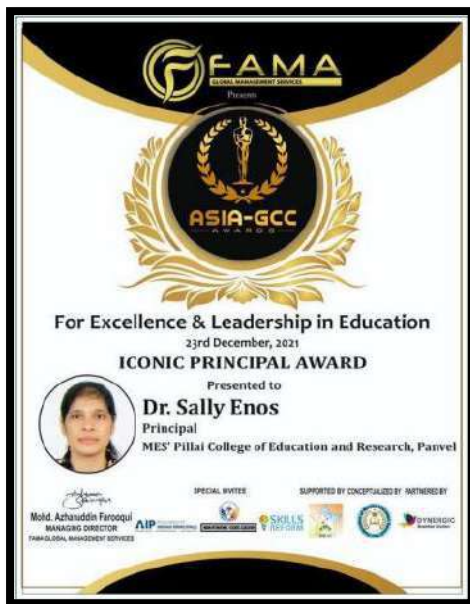 FAMA
GLOBAL MANAGEMENT SERVICES
Presents
ASIA-GCC
AWARDS
For Excellence & Leadership in Education
23rd December, 2021
ICONIC PRINCIPAL AWARD
Presented to
Dr. Sally Enos
Principal
MES' Pillai College of Education and Research, Panvel
SPECIAL INVITEE
SUPPORTED BY CONCEPTUALIZED BY PARTNERED BY
Mohd. Azharuddin Farooqui
MANAGING DIRECTOR
FAMA GLOBAL MANAGEMENT SERVICES
AIP
SKILLS
REFORM
DYNERGIC